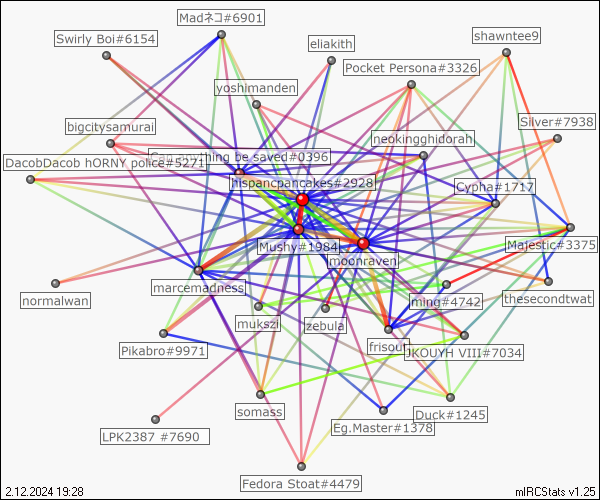 Madネコ#6901
shawntee9
Swirly Boi#6154
eliakith
Pocket Persona#3326
yoshimanden
Silver#7938
bigcitysamurai
neokingghidorah
thing be saved#0396
DacobDacob hORNY police#5271
hispancpancakes#2928
Cypha#1717
Mushy#1984
Majestic#3375
moonraven
marcemadness
normalwan
ming#4742
thesecondtwat
mukszi
zebula
Pikabro#9971
frisout
JKOUYH VIII#7034
somass
Duck#1245
Eg.Master#1378
LPK2387 #7690
Fedora Stoat#4479
2.12.2024 19:28
mIRCStats v1.25